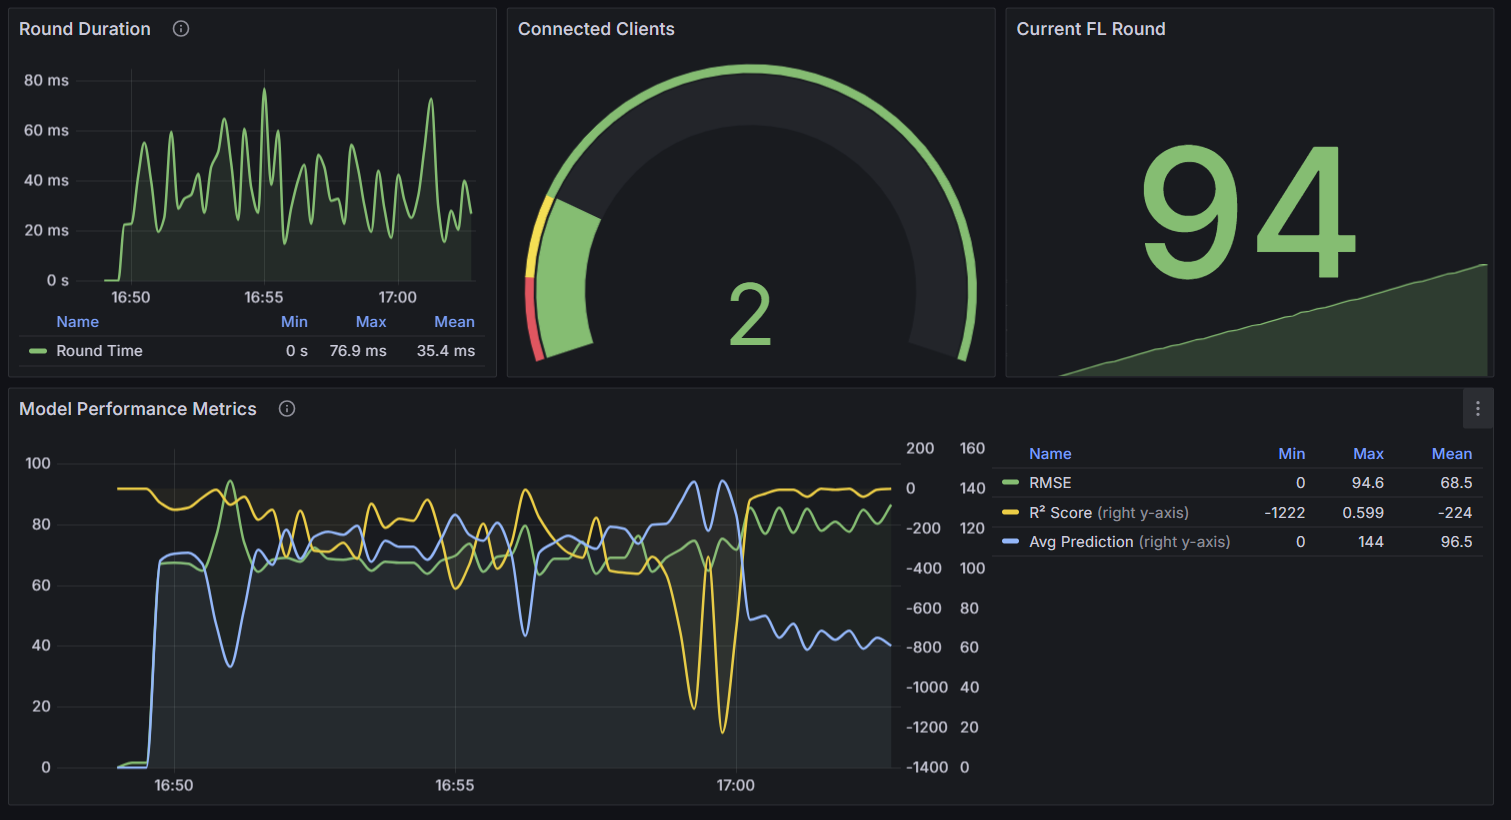 Round Duration
80 ms
60 ms
40 ms
20 ms
0 s
16:50 16:55 17:00
Name Min Max Mean
Round Time 0 s 76.9 ms 35.4 ms
Connected Clients
2
Current FL Round
94
Model Performance Metrics
100
80
60
40
20
0
16:50 16:55 17:00
200 160
0 140
-200 120
-400 100
-600 80
-800 60
-1000 40
-1200 20
-1400 0
Name Min Max Mean
RMSE 0 94.6 68.5
R² Score (right y-axis) -1222 0.599 -224
Avg Prediction (right y-axis) 0 144 96.5